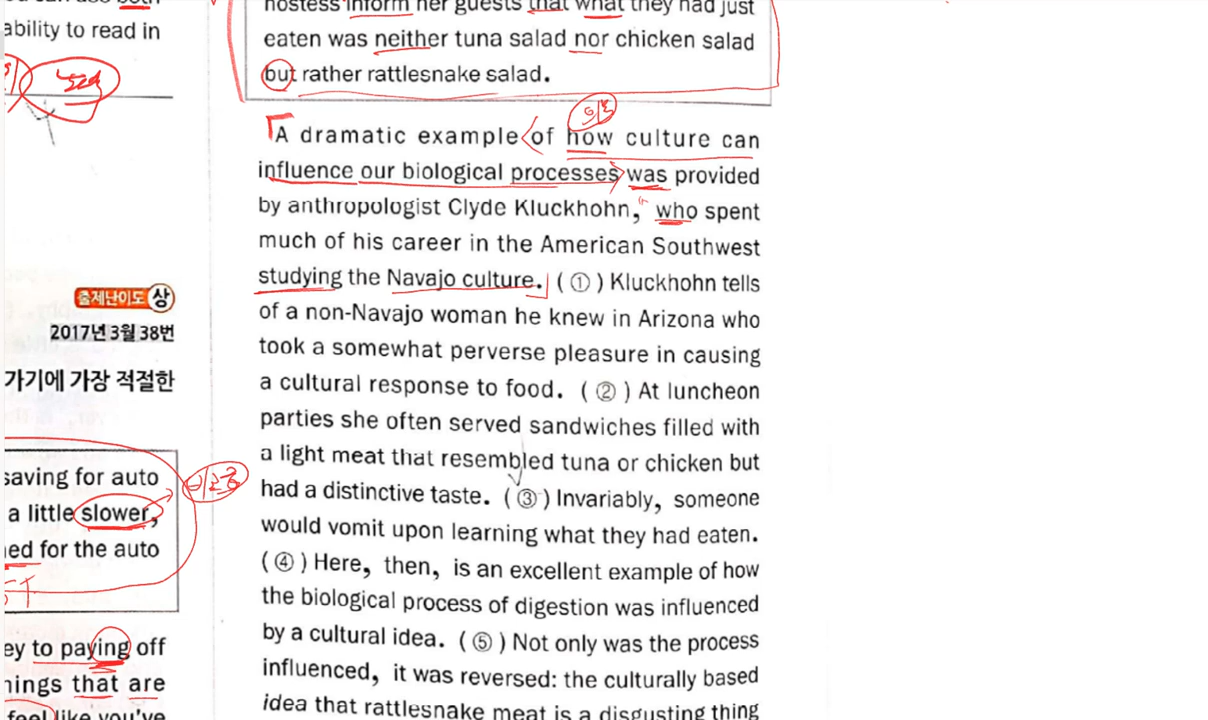 ability to read in
출제난이도 상
2017년 3월 38번
가기에 가장 적절한
saving for auto
a little slower,
for the auto
to paying off
that are
like you've
hostess inform her guests that what they had just
eaten was neither tuna salad nor chicken salad
but rather rattlesnake salad.
A dramatic example of how culture can
influence our biological processes was provided
by anthropologist Clyde Kluckhohn, who spent
much of his career in the American Southwest
studying the Navajo culture. ( ① ) Kluckhohn tells
of a non-Navajo woman he knew in Arizona who
took a somewhat perverse pleasure in causing
a cultural response to food. ( ② ) At luncheon
parties she often served sandwiches filled with
a light meat that resembled tuna or chicken but
had a distinctive taste. ( ③ ) Invariably, someone
would vomit upon learning what they had eaten.
( ④ ) Here, then, is an excellent example of how
the biological process of digestion was influenced
by a cultural idea. ( ⑤ ) Not only was the process
influenced, it was reversed: the culturally based
idea that rattlesnake meat is a disgusting thing